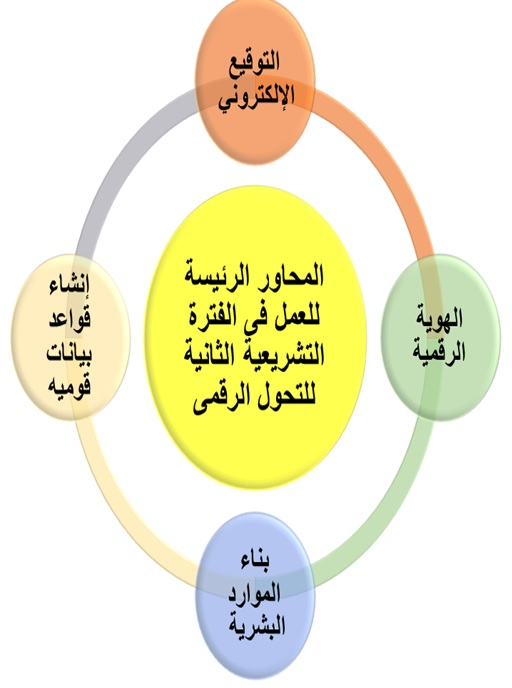 التوقيع
الإلكتروني
المحاور الرئيسة
للعمل في الفترة
التشريعية الثانية
للتحول الرقمى
الهوية
الرقمية
بناء
الموارد
البشرية
إنشاء
قواعد
بيانات
قوميه